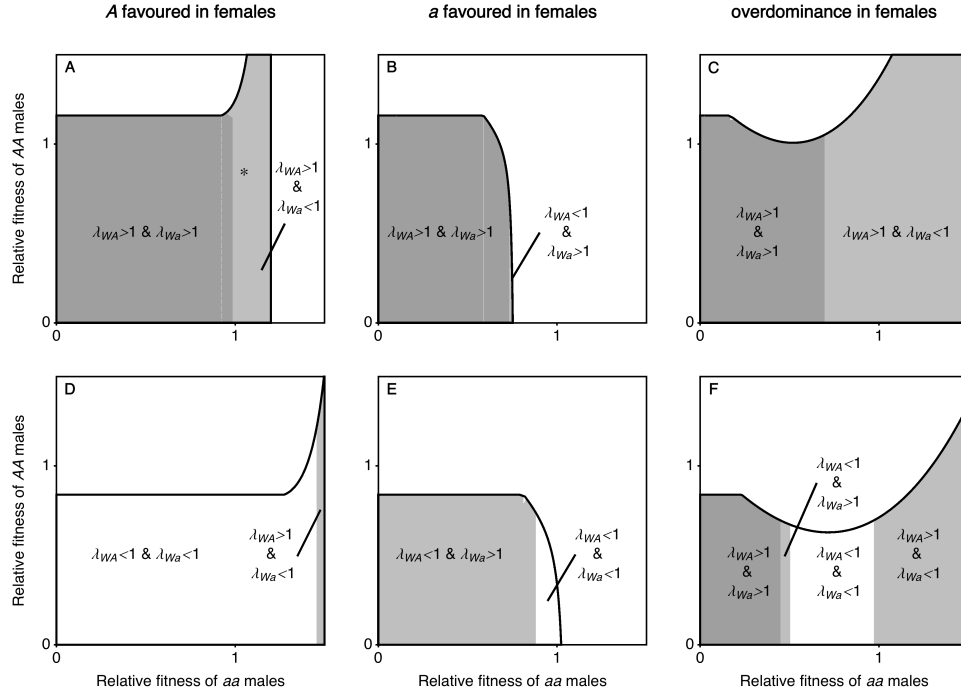 A favoured in females
a favoured in females
overdominance in females
Relative fitness of AA males
A
B
C
1
1
1
*
λWA>1
&
λWa<1
λWA>1 & λWa>1
λWA>1 & λWa>1
λWA<1
&
λWa>1
λWA>1
&
λWa>1
λWA>1 & λWa<1
0
0
0
0
1
0
1
0
1
Relative fitness of AA males
D
E
F
1
1
1
λWA<1 & λWa<1
λWA>1
&
λWa<1
λWA<1 & λWa>1
λWA<1
&
λWa<1
λWA<1
&
λWa>1
λWA>1
&
λWa>1
λWA<1
&
λWa<1
λWA>1
&
λWa<1
0
0
0
0
1
0
1
0
1
Relative fitness of aa males
Relative fitness of aa males
Relative fitness of aa males